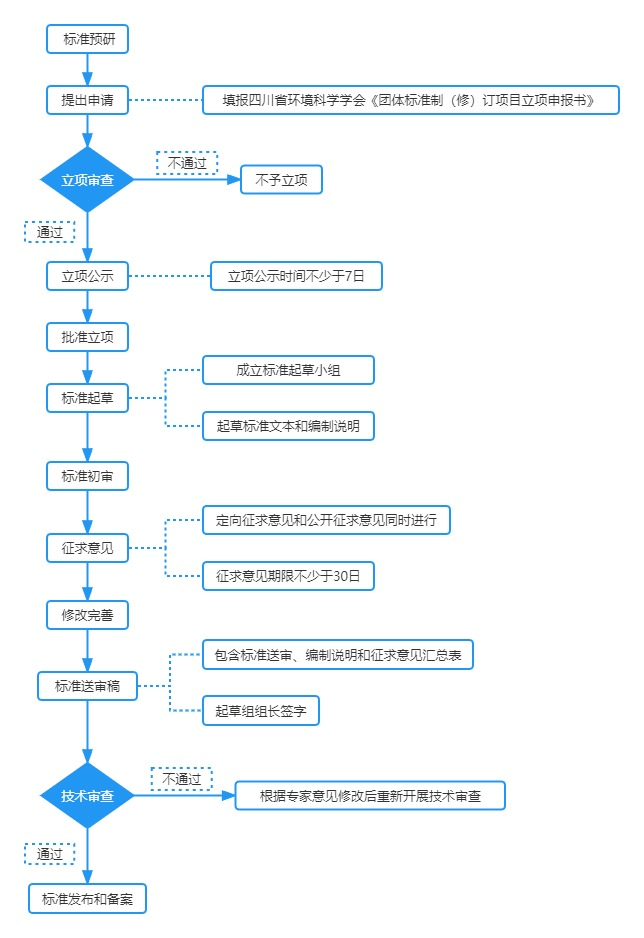 标准预研
提出申请
填报四川省环境科学学会《团体标准制（修）订项目立项申报书》
立项审查
不通过
不予立项
通过
立项公示
立项公示时间不少于7日
批准立项
标准起草
成立标准起草小组
起草标准文本和编制说明
标准初审
征求意见
定向征求意见和公开征求意见同时进行
征求意见期限不少于30日
修改完善
标准送审稿
包含标准送审、编制说明和征求意见汇总表
起草组组长签字
技术审查
不通过
根据专家意见修改后重新开展技术审查
通过
标准发布和备案